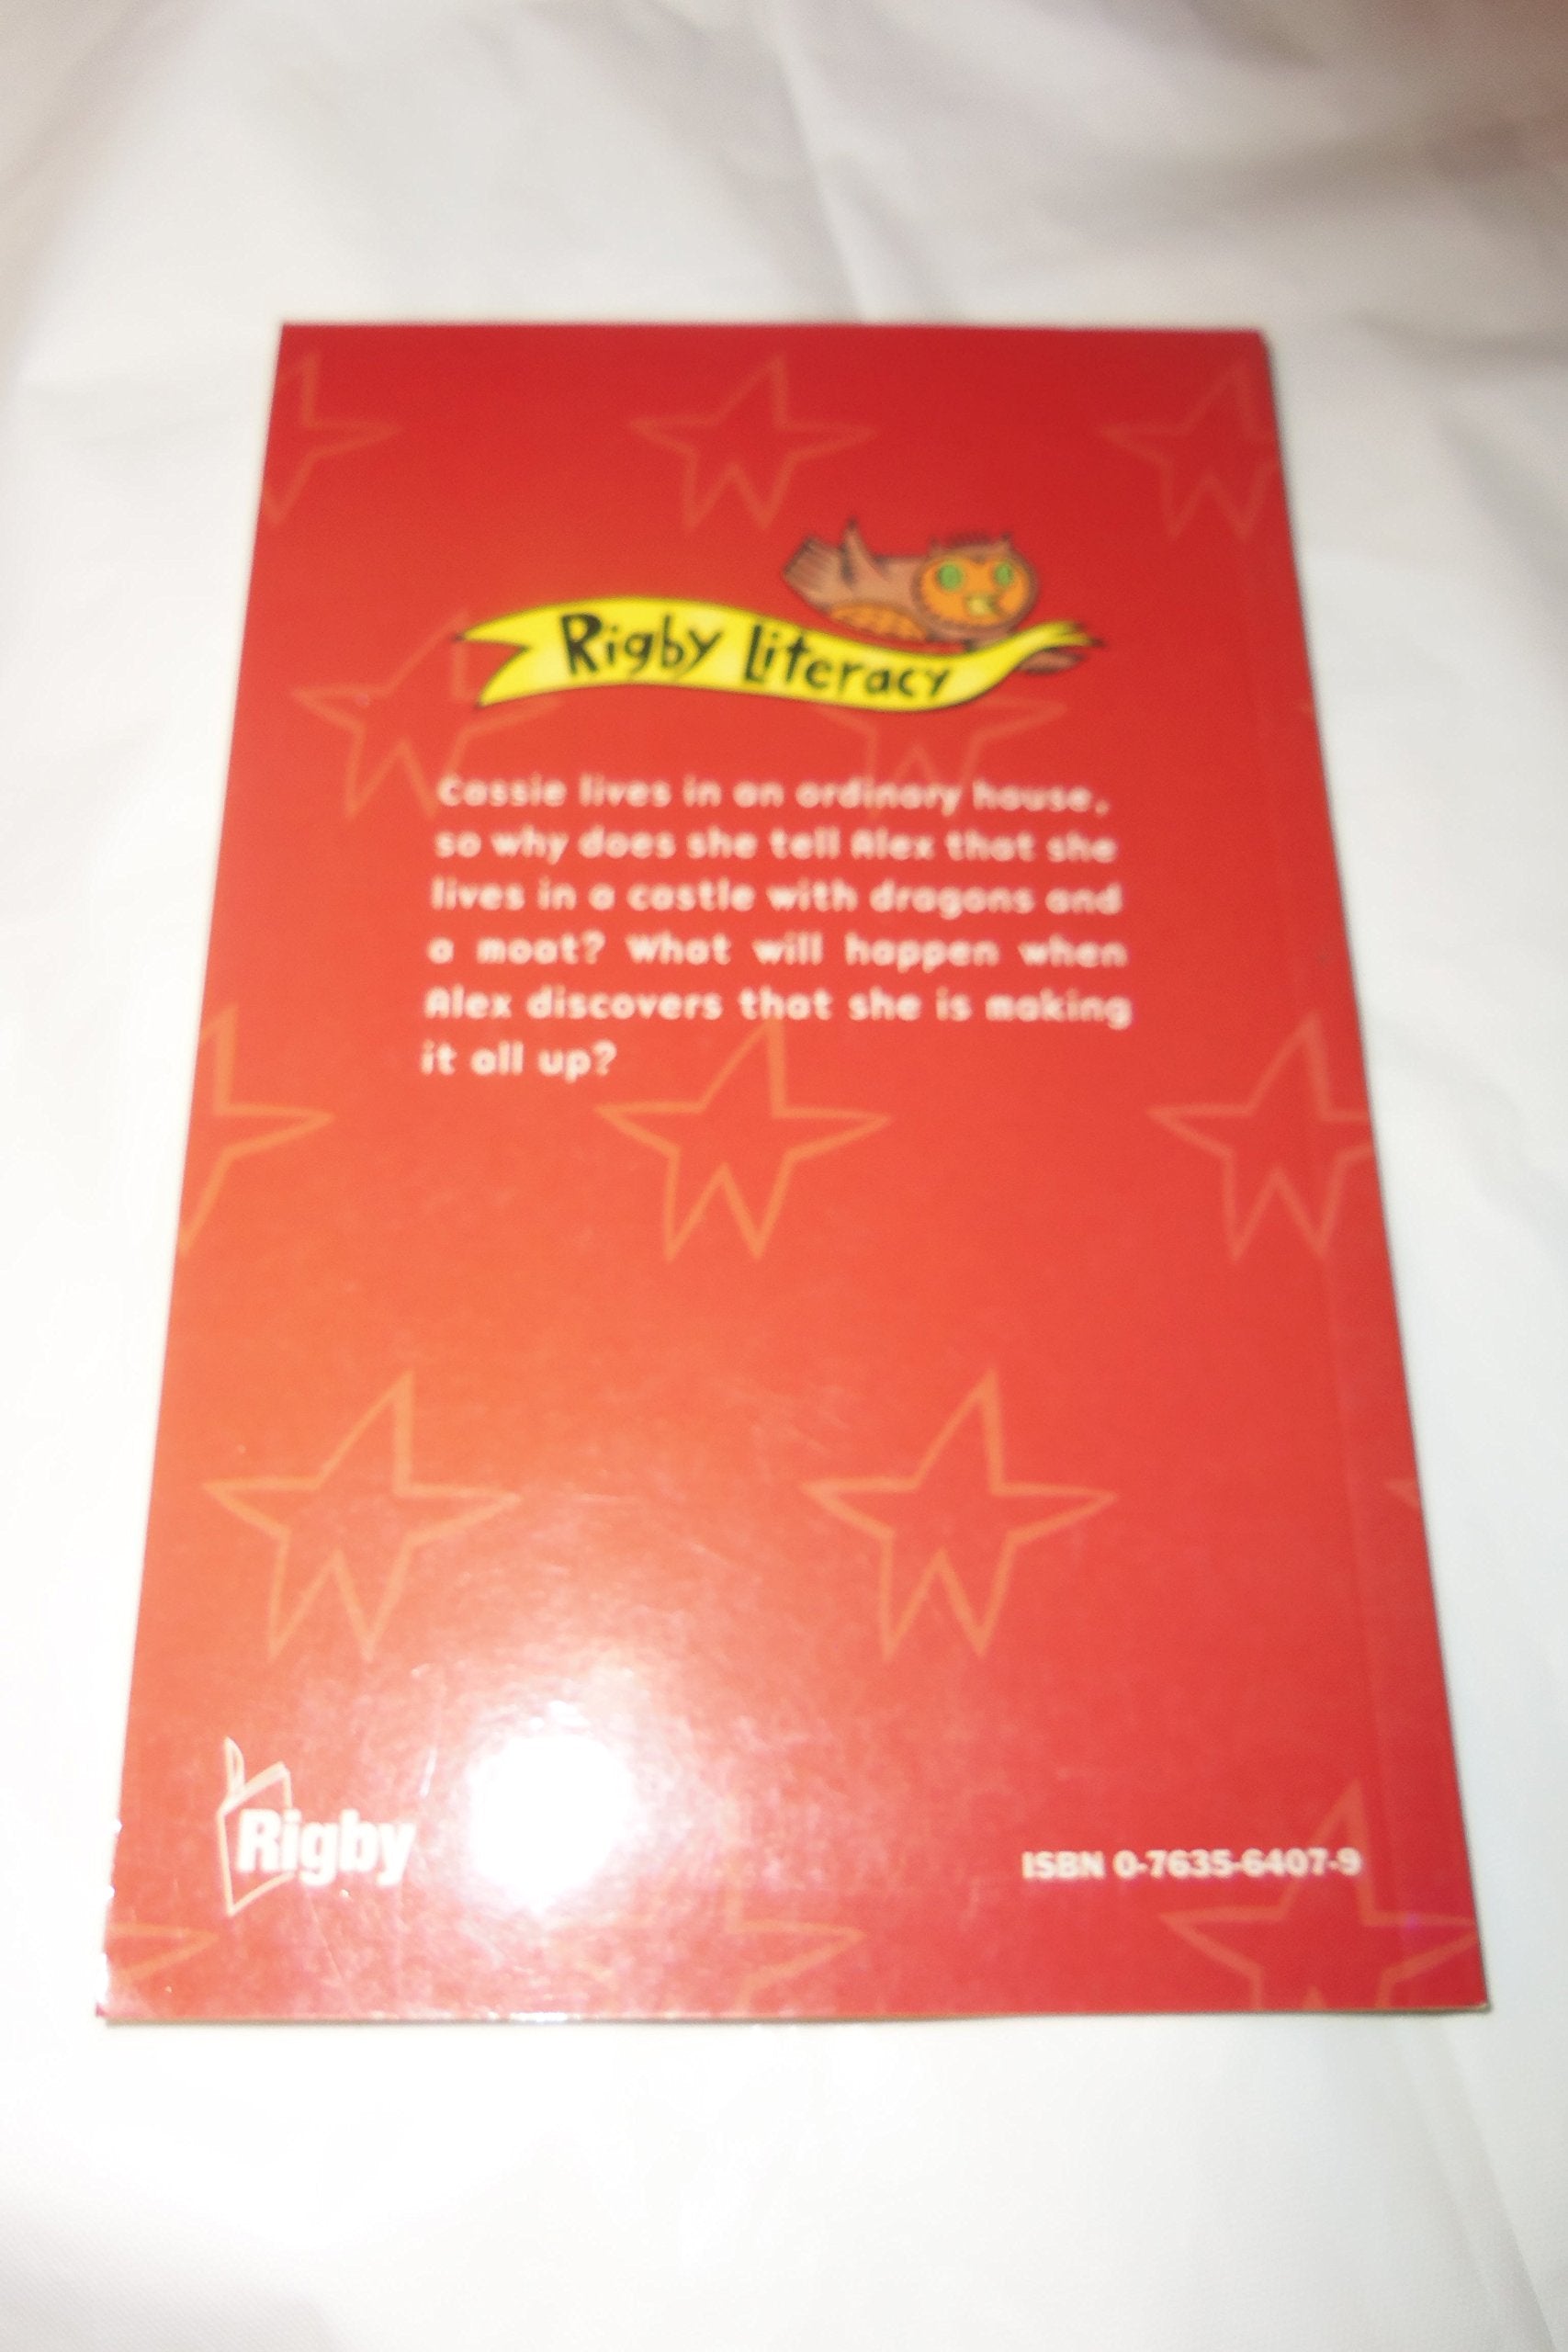 Rigby Literacy
Cassie lives in an ordinary house,
so why does she tell Alex that she
lives in a castle with dragons and
a moat? What will happen when
Alex discovers that she is making
it all up?
Rigby
ISBN 0-7635-6407-9